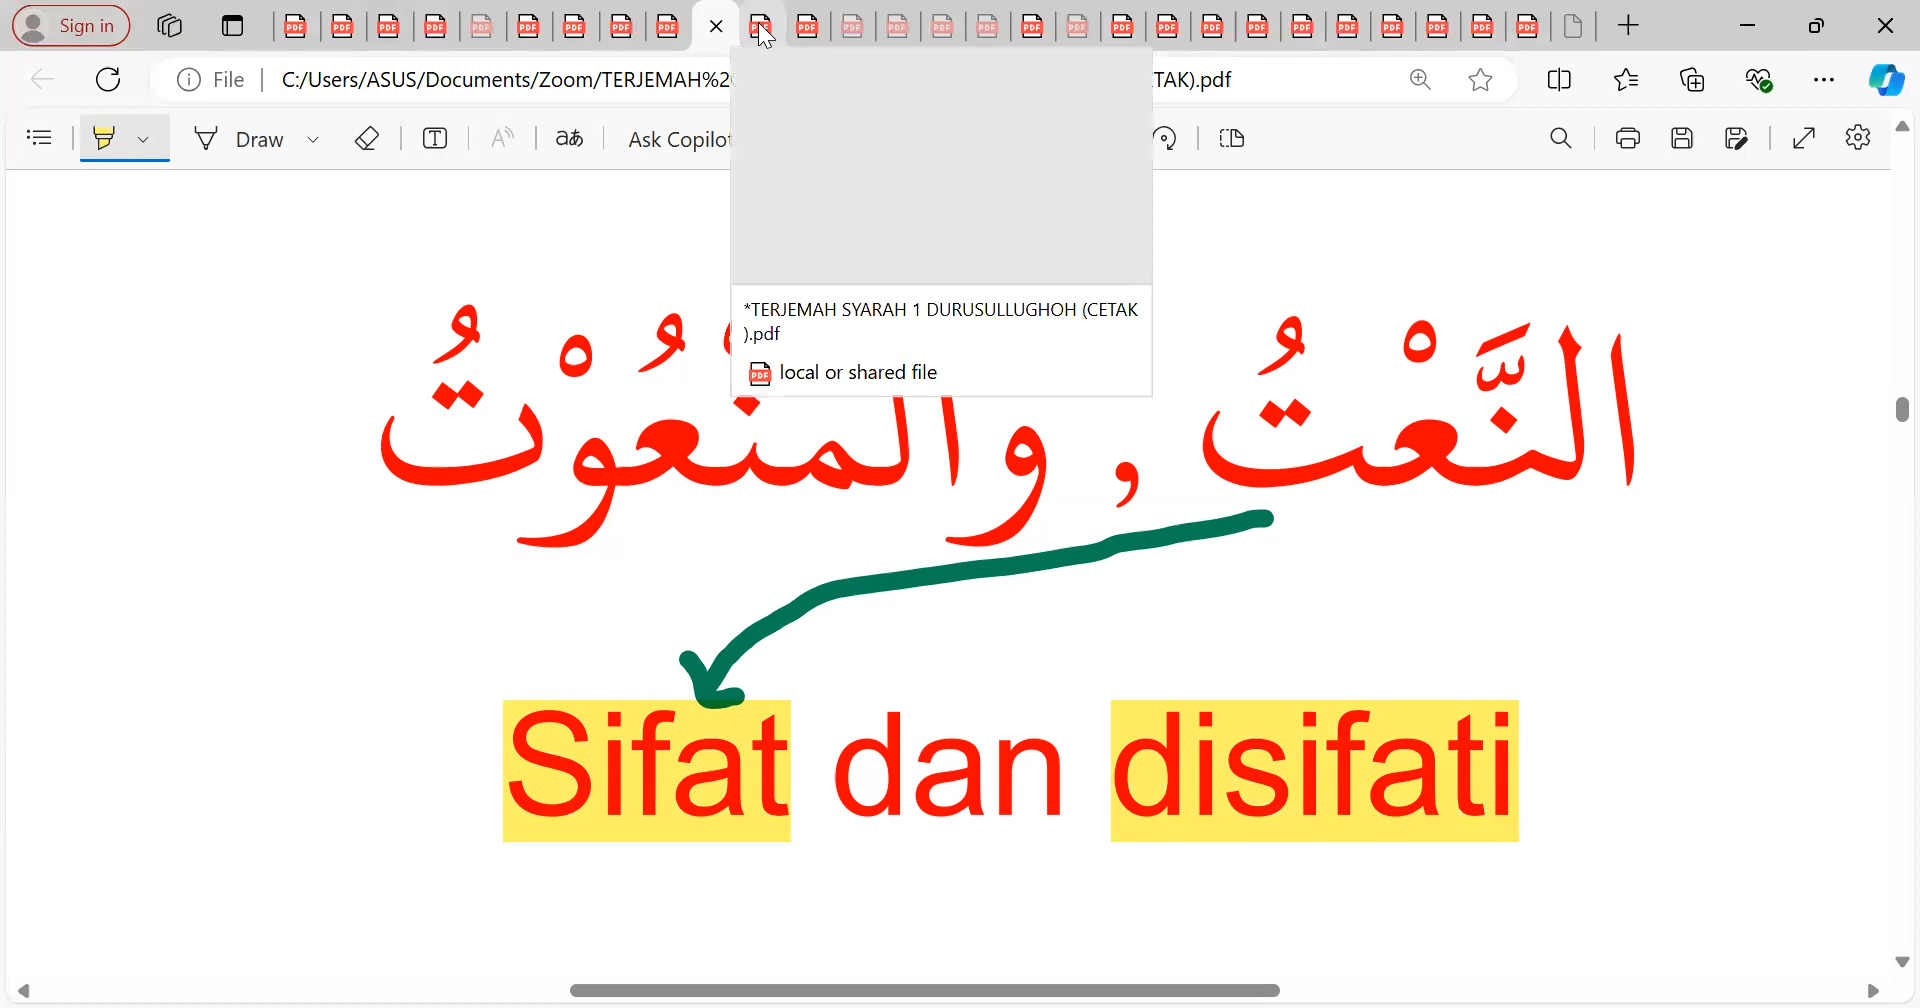 Sign in
File
C:/Users/ASUS/Documents/Zoom/TERJEMAH%2
TAK).pdf
Draw
Ask Copilot
*TERJEMAH SYARAH 1 DURUSULLUGHOH (CETAK
).pdf
local or shared file
النَّعْتُ , والمَنْعُوْتُ
Sifat dan disifati